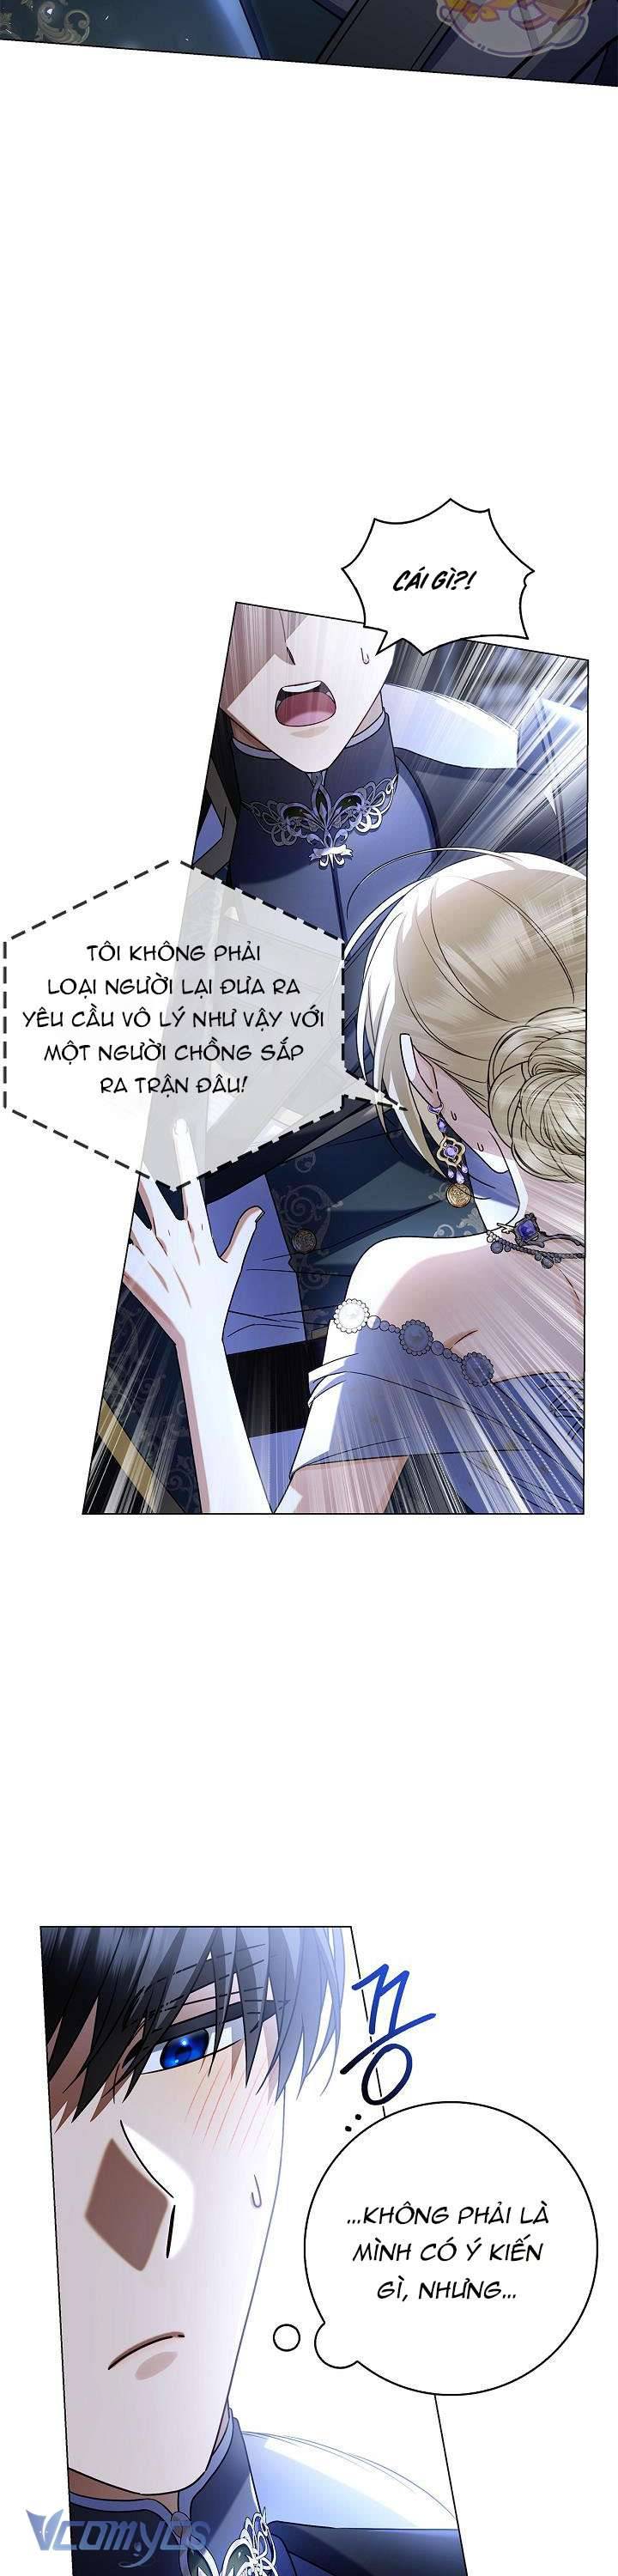 CÁI GÌ?!
TÔI KHÔNG PHẢI
LOẠI NGƯỜI LẠI ĐƯA RA
YÊU CẦU VÔ LÝ NHƯ VẬY VỚI
MỘT NGƯỜI CHỒNG SẮP
RA TRẬN ĐÂU!
...KHÔNG PHẢI LÀ
MÌNH CÓ Ý KIẾN
GÌ, NHƯNG...
Vcomycs